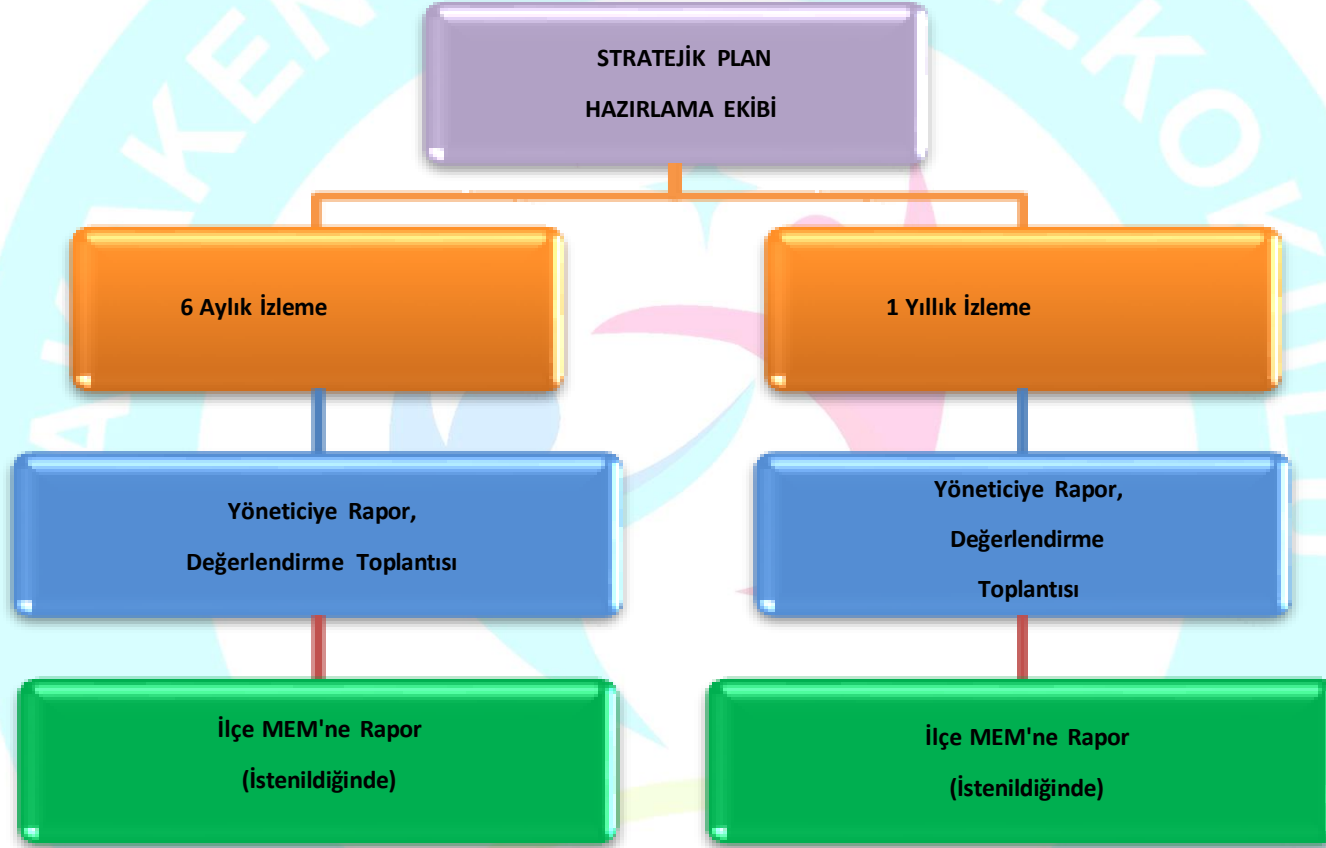 STRATEJİK PLAN
HAZIRLAMA EKİBİ
6 Aylık İzleme
1 Yıllık İzleme
Yöneticiye Rapor,
Değerlendirme Toplantısı
Yöneticiye Rapor,
Değerlendirme
Toplantısı
İlçe MEM'ne Rapor
(İstenildiğinde)
İlçe MEM'ne Rapor
(İstenildiğinde)